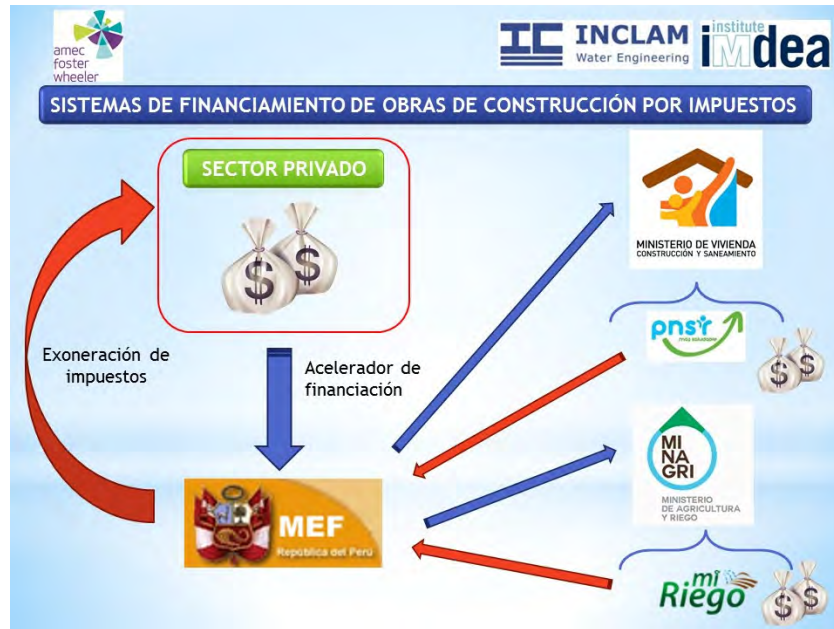 amec
foster
wheeler
IC INCLAM
Water Engineering
institute
imdea
SISTEMAS DE FINANCIAMIENTO DE OBRAS DE CONSTRUCCIÓN POR IMPUESTOS
SECTOR PRIVADO
$ $
MINISTERIO DE VIVIENDA
CONSTRUCCIÓN Y SANEAMIENTO
pnsr
$ $
Exoneración de
impuestos
Acelerador de
financiación
MI
NA
GRI
MINISTERIO
DE AGRICULTURA
Y RIEGO
MEF
República del Perú
mi
Riego
$ $